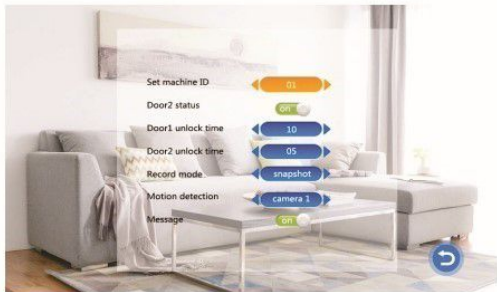 Set machine ID 01
Door2 status on
Door1 unlock time 10
Door2 unlock time 05
Record mode snapshot
Motion detection camera 1
Message on